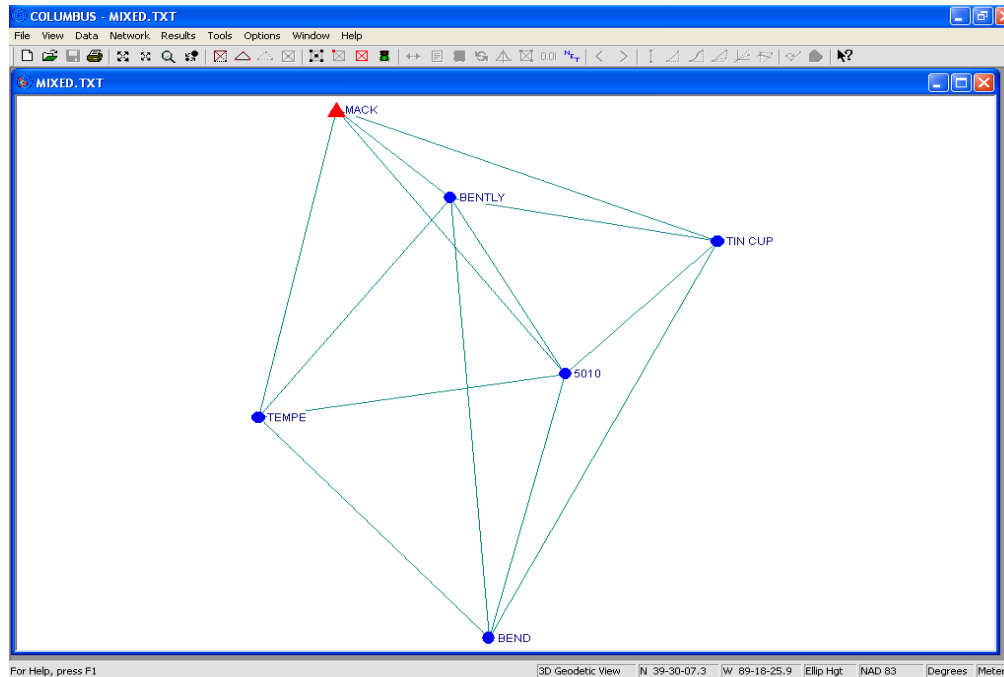 COLUMBUS - MIXED.TXT
File View Data Network Results Tools Options Window Help
0.01 N E T
MIXED.TXT
MACK
BENTLY
TIN CUP
5010
TEMPE
BEND
For Help, press F1 3D Geodetic View N 39-30-07.3 W 89-18-25.9 Ellip Hgt NAD 83 Degrees Meter